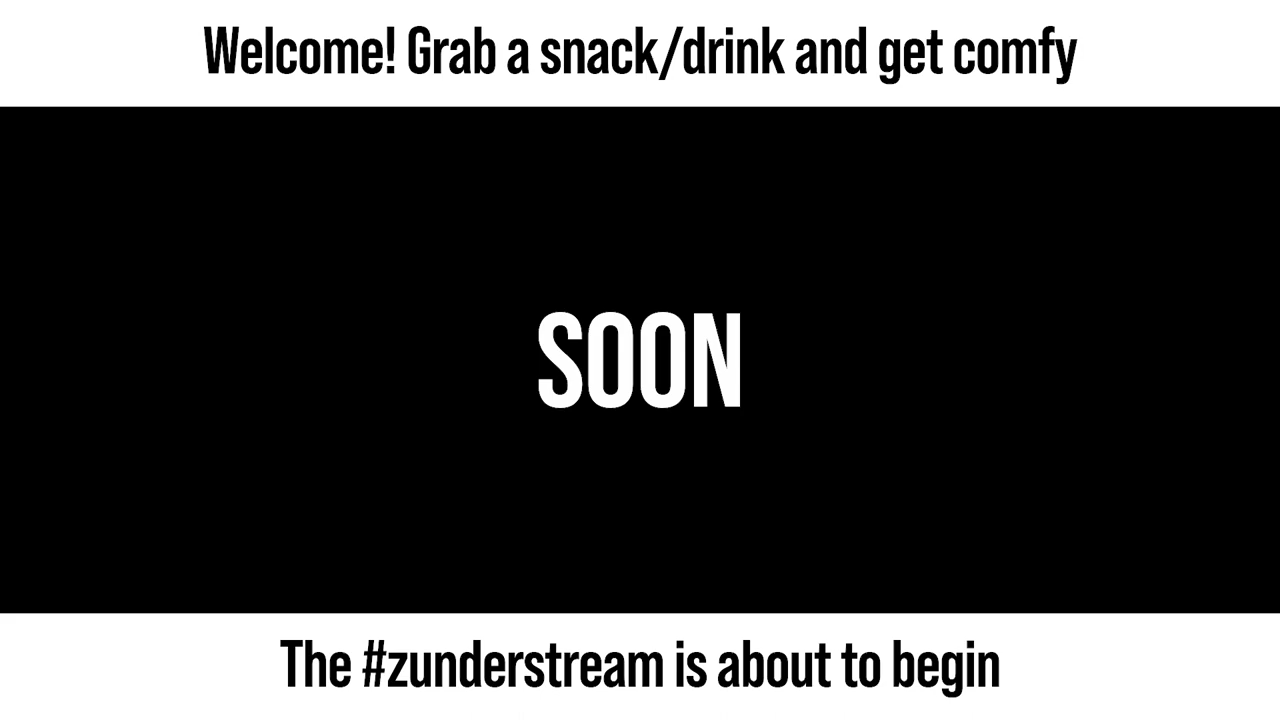 Welcome! Grab a snack/drink and get comfy
SOON
The #zunderstream is about to begin